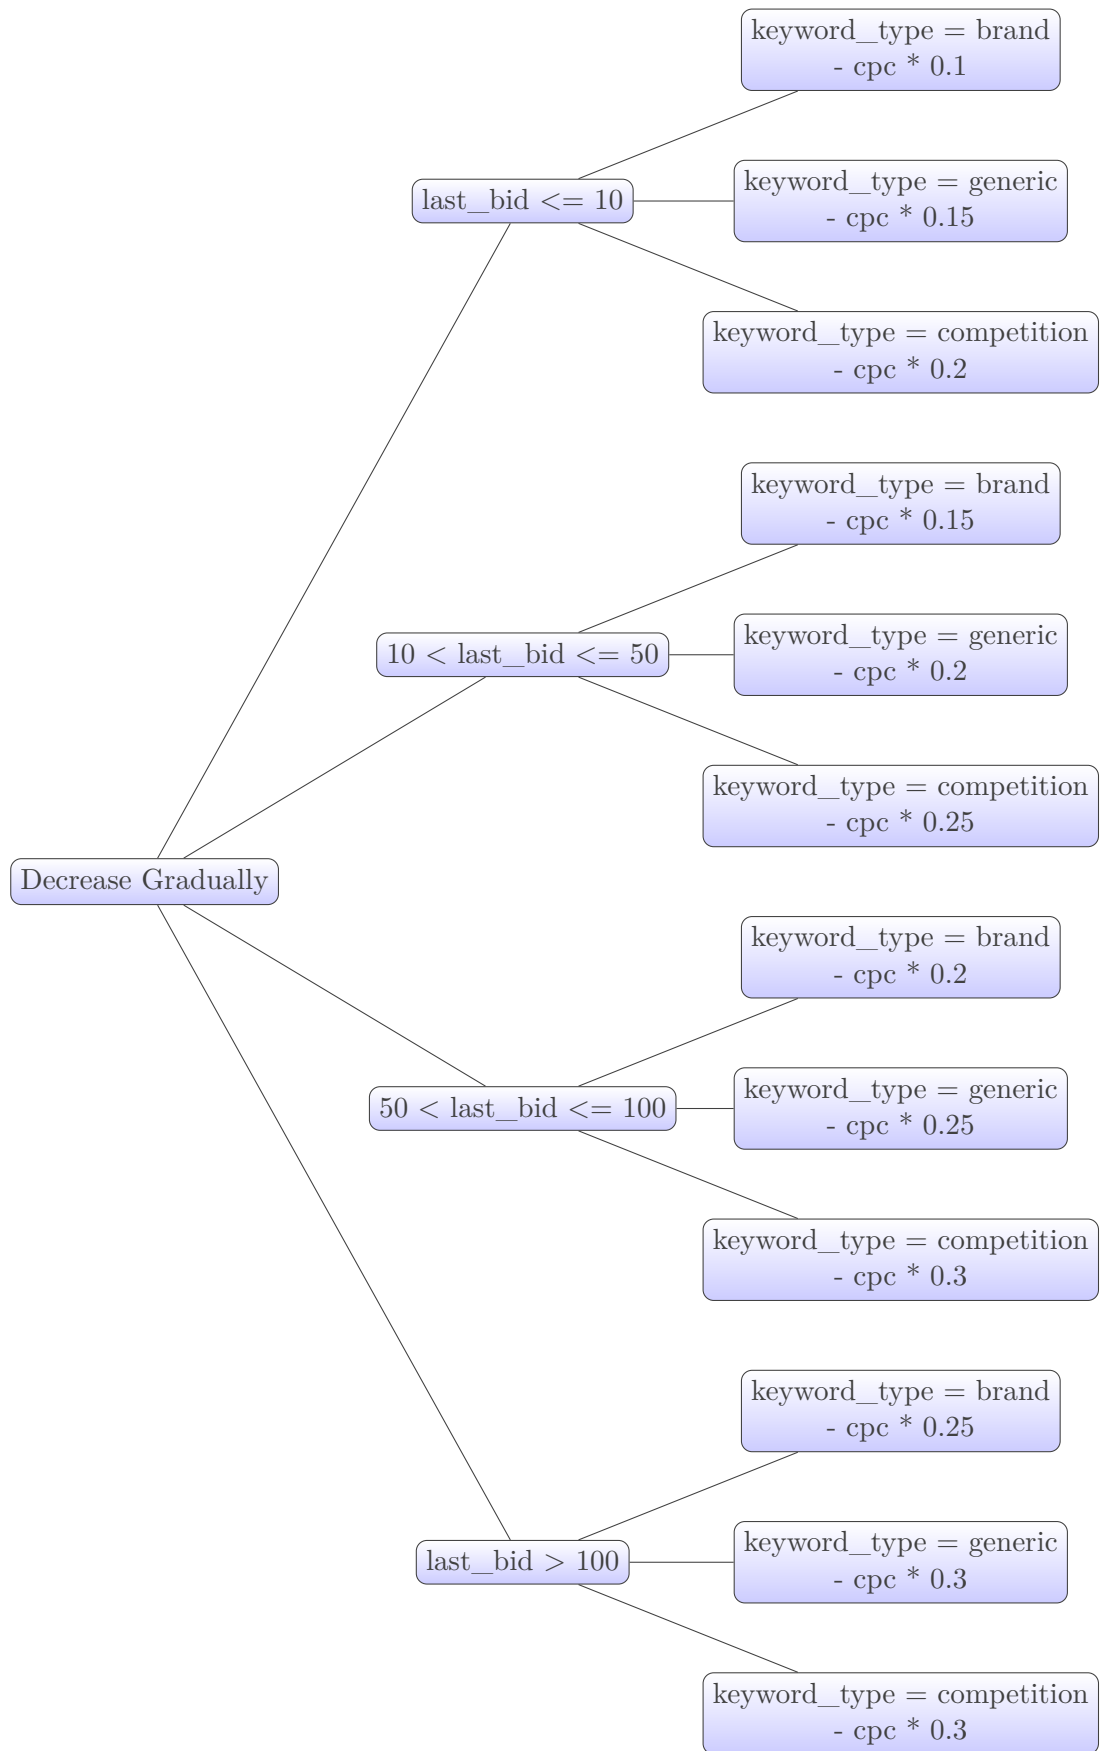 keyword_type = brand
- cpc * 0.1
last_bid <= 10
keyword_type = generic
- cpc * 0.15
keyword_type = competition
- cpc * 0.2
keyword_type = brand
- cpc * 0.15
10 < last_bid <= 50
keyword_type = generic
- cpc * 0.2
keyword_type = competition
- cpc * 0.25
Decrease Gradually
keyword_type = brand
- cpc * 0.2
50 < last_bid <= 100
keyword_type = generic
- cpc * 0.25
keyword_type = competition
- cpc * 0.3
keyword_type = brand
- cpc * 0.25
last_bid > 100
keyword_type = generic
- cpc * 0.3
keyword_type = competition
- cpc * 0.3